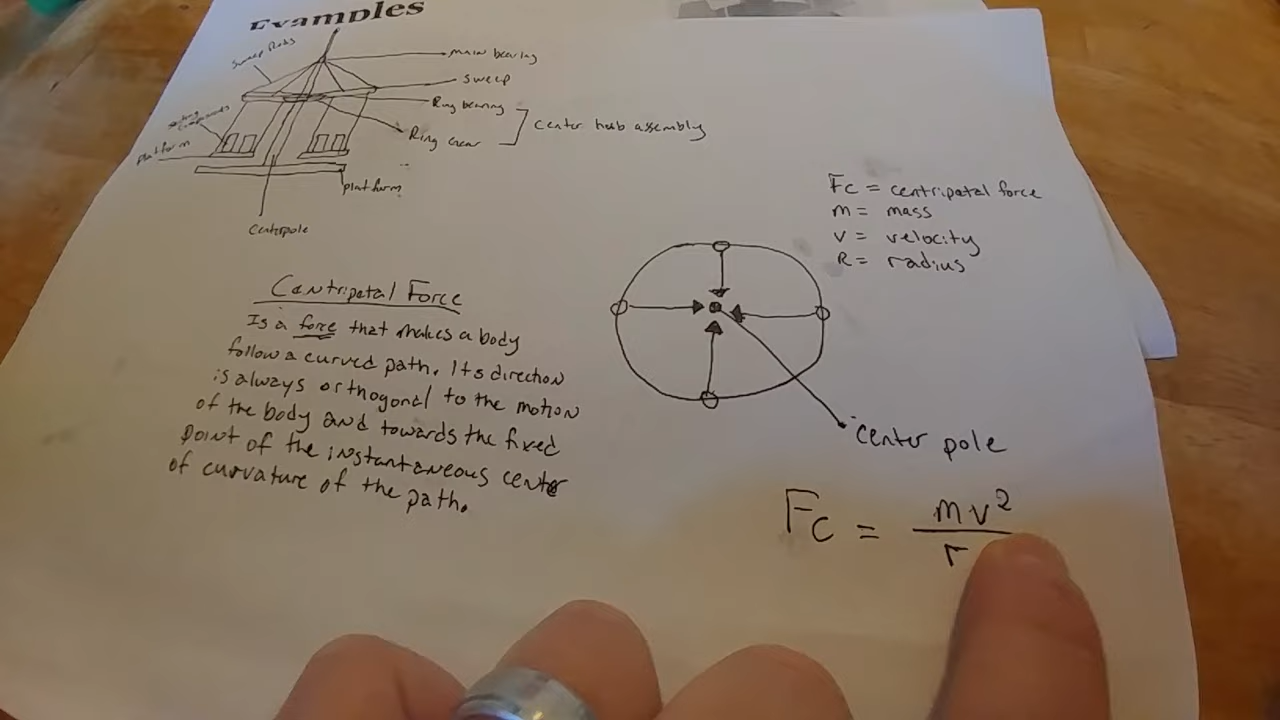 Examples
Sweep Rods
main bearing
Sweep
Ring bearing
Ring Gear
Center hub assembly
Platform
platform
Centerpole
Fc = centripatal force
m = mass
v = velocity
R = radius
Centripetal Force
Is a force that makes a body
follow a curved path. Its direction
is always orthogonal to the motion
of the body and towards the fixed
point of the instantaneous center
of curvature of the path.
center pole
Fc = mv²
r